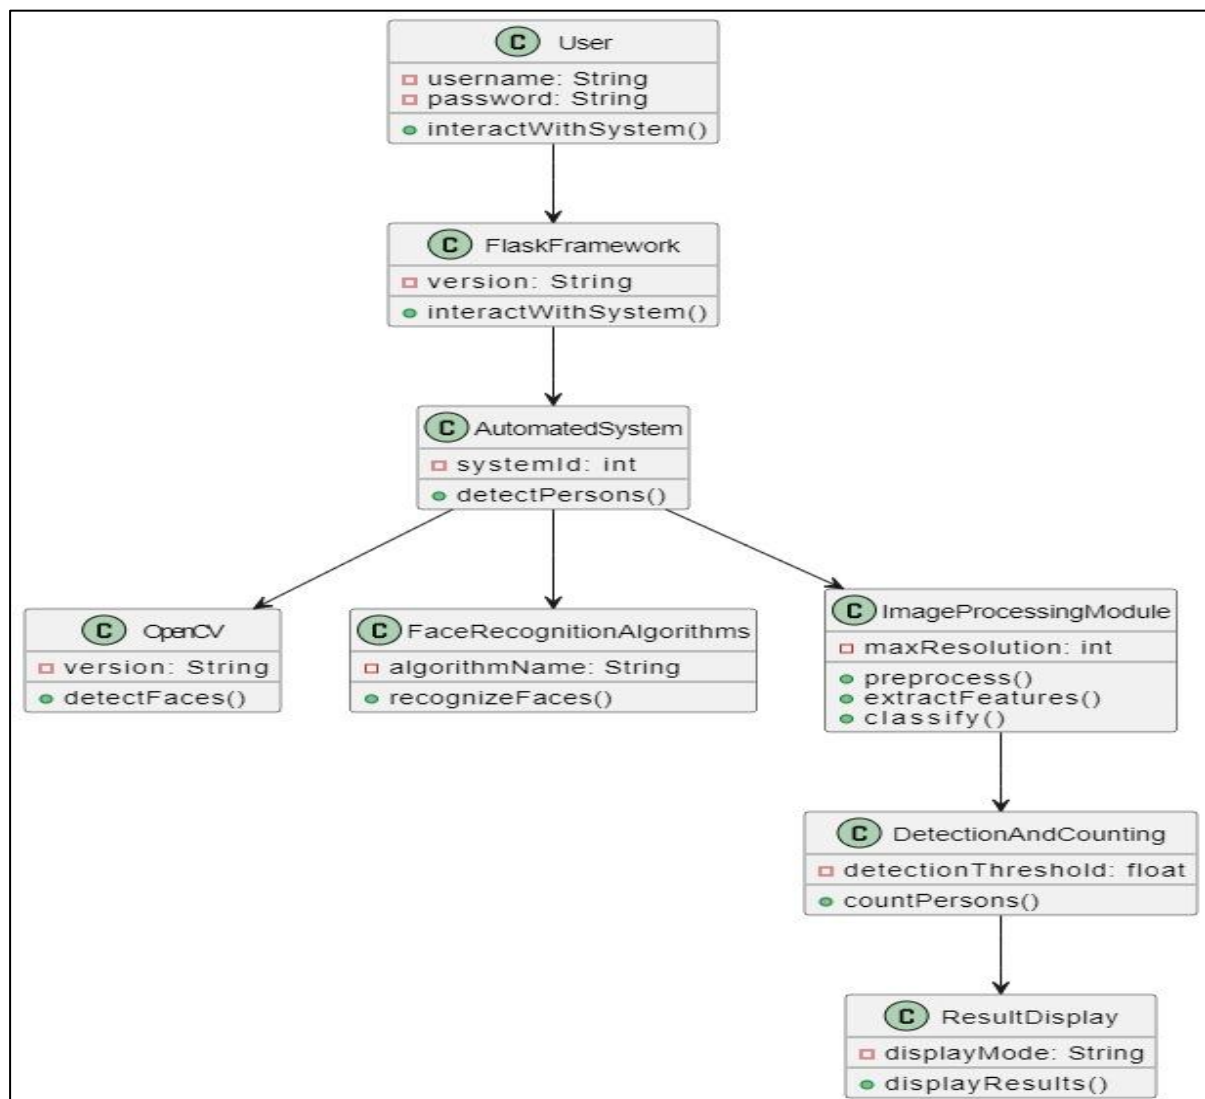 C User
username: String
password: String
interactWithSystem()
C FlaskFramework
version: String
interactWithSystem()
C AutomatedSystem
systemId: int
detectPersons()
C OpenCV
version: String
detectFaces()
C FaceRecognitionAlgorithms
algorithmName: String
recognizeFaces()
C ImageProcessingModule
maxResolution: int
preprocess()
extractFeatures()
classify()
C DetectionAndCounting
detectionThreshold: float
countPersons()
C ResultDisplay
displayMode: String
displayResults()